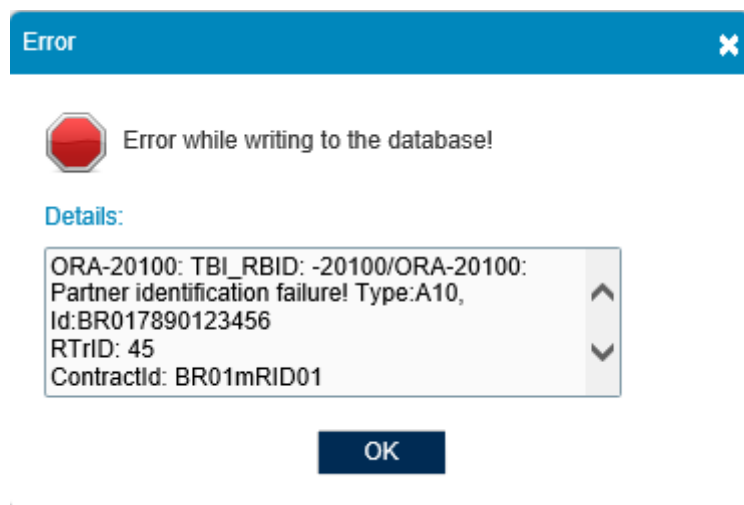 Error
Error while writing to the database!
Details:
ORA-20100: TBI_RBID: -20100/ORA-20100:
Partner identification failure! Type:A10,
Id:BR017890123456
RTrID: 45
ContractId: BR01mRID01
OK